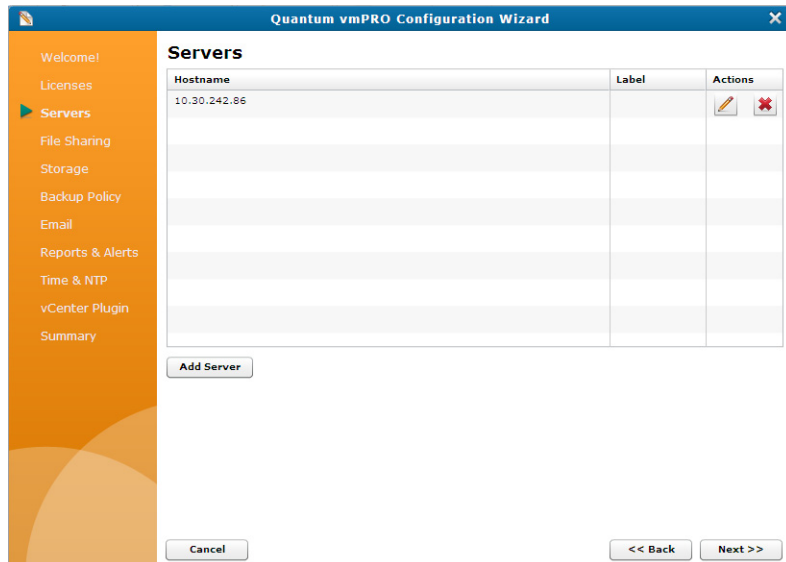 Quantum vmPRO Configuration Wizard
Welcome!
Licenses
Servers
File Sharing
Storage
Backup Policy
Email
Reports & Alerts
Time & NTP
vCenter Plugin
Summary
Servers
Hostname Label Actions
10.30.242.86
Add Server
Cancel << Back Next >>